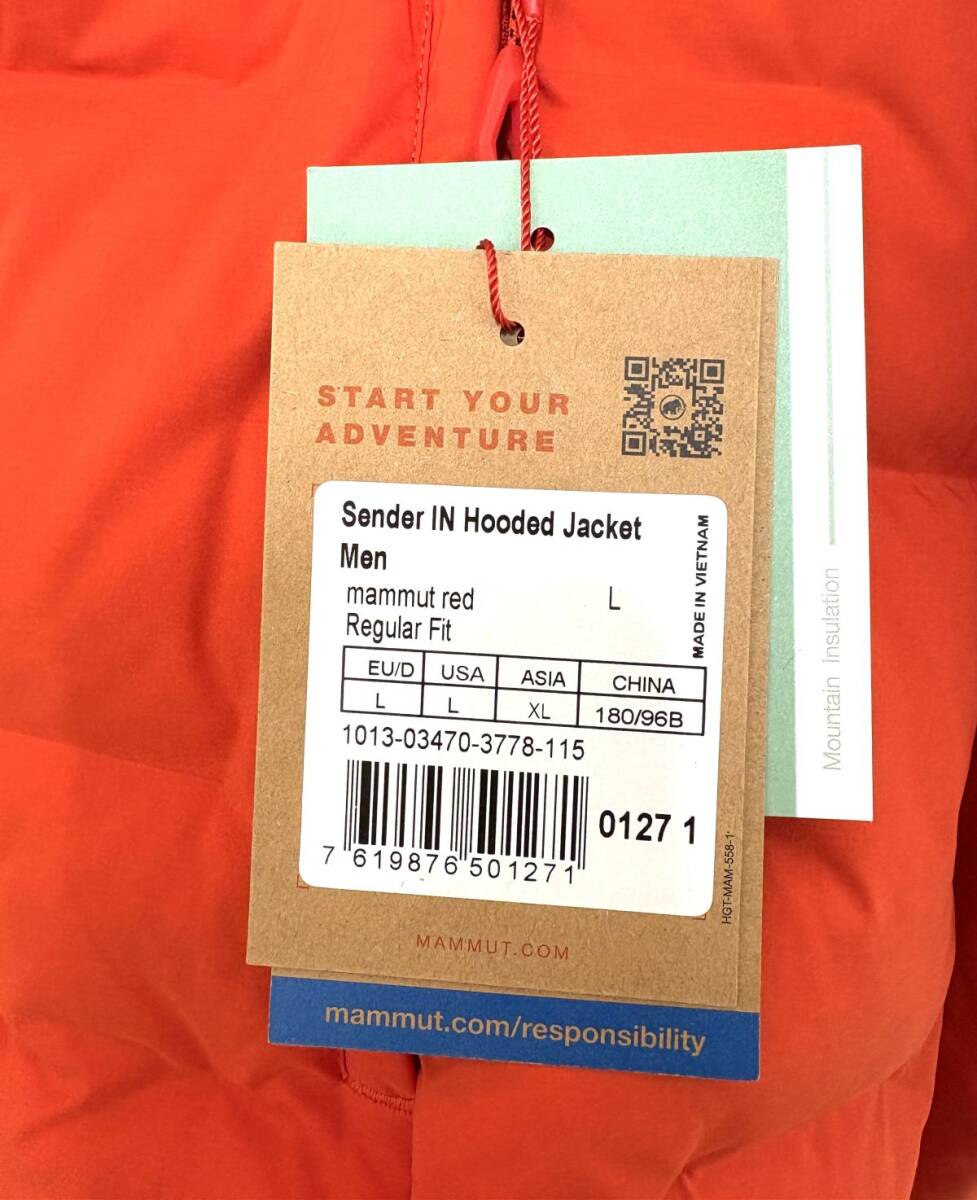 START YOUR
ADVENTURE
Sender IN Hooded Jacket
Men
mammut red L
Regular Fit
MADE IN VIETNAM
EU/D USA ASIA CHINA
L L XL 180/96B
1013-03470-3778-115
7 619876 501271
0127 1
HGT-MAM-558-1
MAMMUT.COM
mammut.com/responsibility
Mountain Insulation